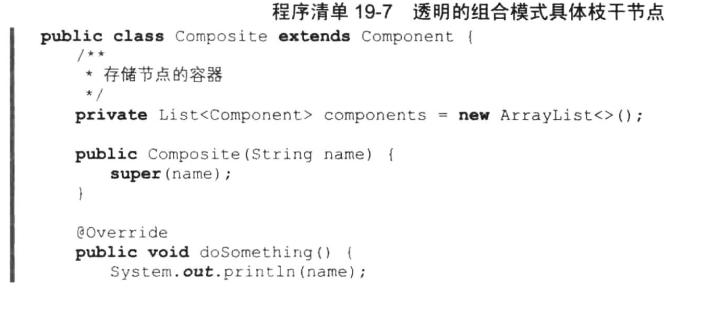 程序清单 19-7 透明的组合模式具体枝干节点
public class Composite extends Component {
/**
* 存储节点的容器
*/
private List<Component> components = new ArrayList<>();
public Composite(String name) {
super(name);
}
@Override
public void doSomething() {
System.out.println(name);